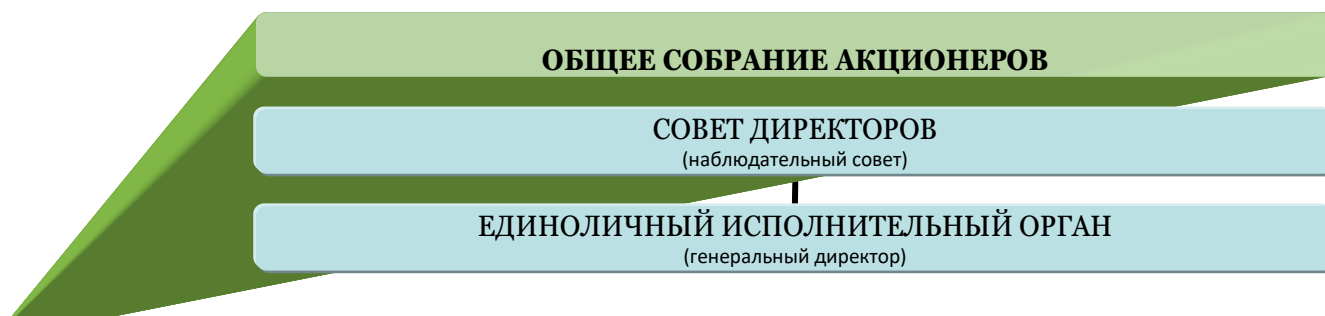 ОБЩЕЕ СОБРАНИЕ АКЦИОНЕРОВ
СОВЕТ ДИРЕКТОРОВ
(наблюдательный совет)
ЕДИНОЛИЧНЫЙ ИСПОЛНИТЕЛЬНЫЙ ОРГАН
(генеральный директор)